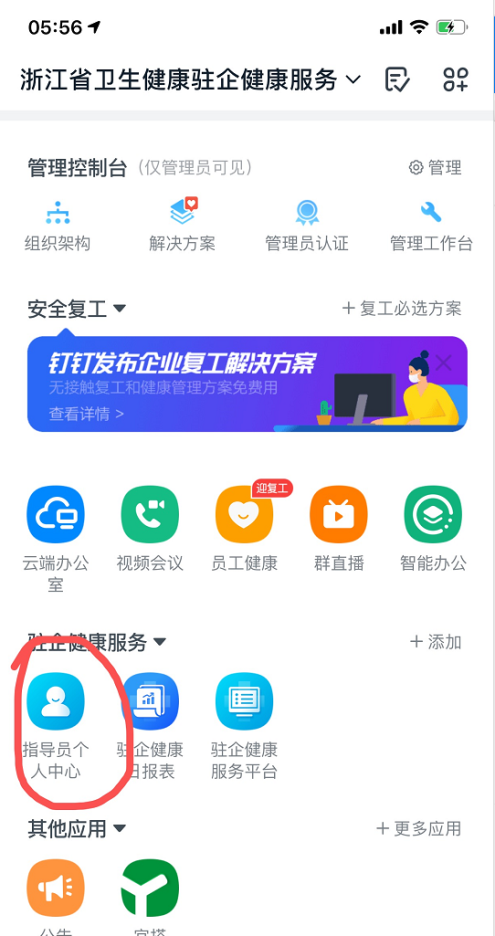 05:56
浙江省卫生健康驻企健康服务
管理控制台（仅管理员可见） 管理
组织架构 解决方案 管理员认证 管理工作台
安全复工 +复工必选方案
钉钉发布企业复工解决方案
无接触复工和健康管理方案免费用
查看详情 >
迎复工
云端办公室 视频会议 员工健康 群直播 智能办公
驻企健康服务 +添加
指导员个人中心 驻企健康日报表 驻企健康服务平台
其他应用 +更多应用
公告 宜搭